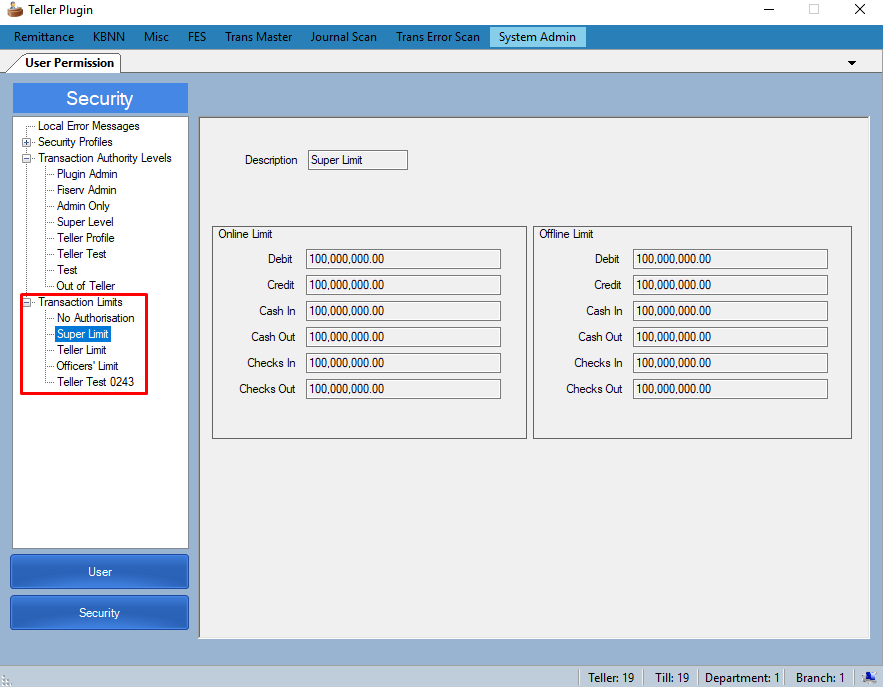 Teller Plugin
Remittance KBNN Misc FES Trans Master Journal Scan Trans Error Scan System Admin
User Permission
Security
Local Error Messages
Security Profiles
Transaction Authority Levels
Plugin Admin
Fiserv Admin
Admin Only
Super Level
Teller Profile
Teller Test
Test
Out of Teller
Transaction Limits
No Authorisation
Super Limit
Teller Limit
Officers' Limit
Teller Test 0243
User
Security
Description Super Limit
Online Limit
Debit 100,000,000.00
Credit 100,000,000.00
Cash In 100,000,000.00
Cash Out 100,000,000.00
Checks In 100,000,000.00
Checks Out 100,000,000.00
Offline Limit
Debit 100,000,000.00
Credit 100,000,000.00
Cash In 100,000,000.00
Cash Out 100,000,000.00
Checks In 100,000,000.00
Checks Out 100,000,000.00
Teller: 19 Till: 19 Department: 1 Branch: 1